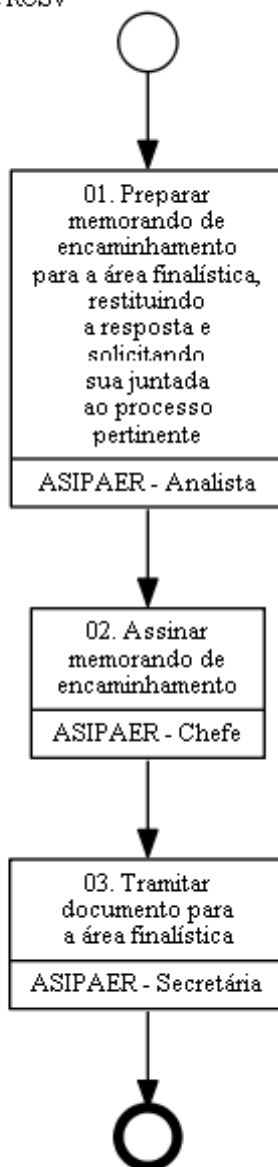 01. Preparar
memorando de
encaminhamento
para a área finalística,
restituindo
a resposta e
solicitando
sua juntada
ao processo
pertinente
ASIPAER - Analista
02. Assinar
memorando de
encaminhamento
ASIPAER - Chefe
03. Tramitar
documento para
a área finalística
ASIPAER - Secretária